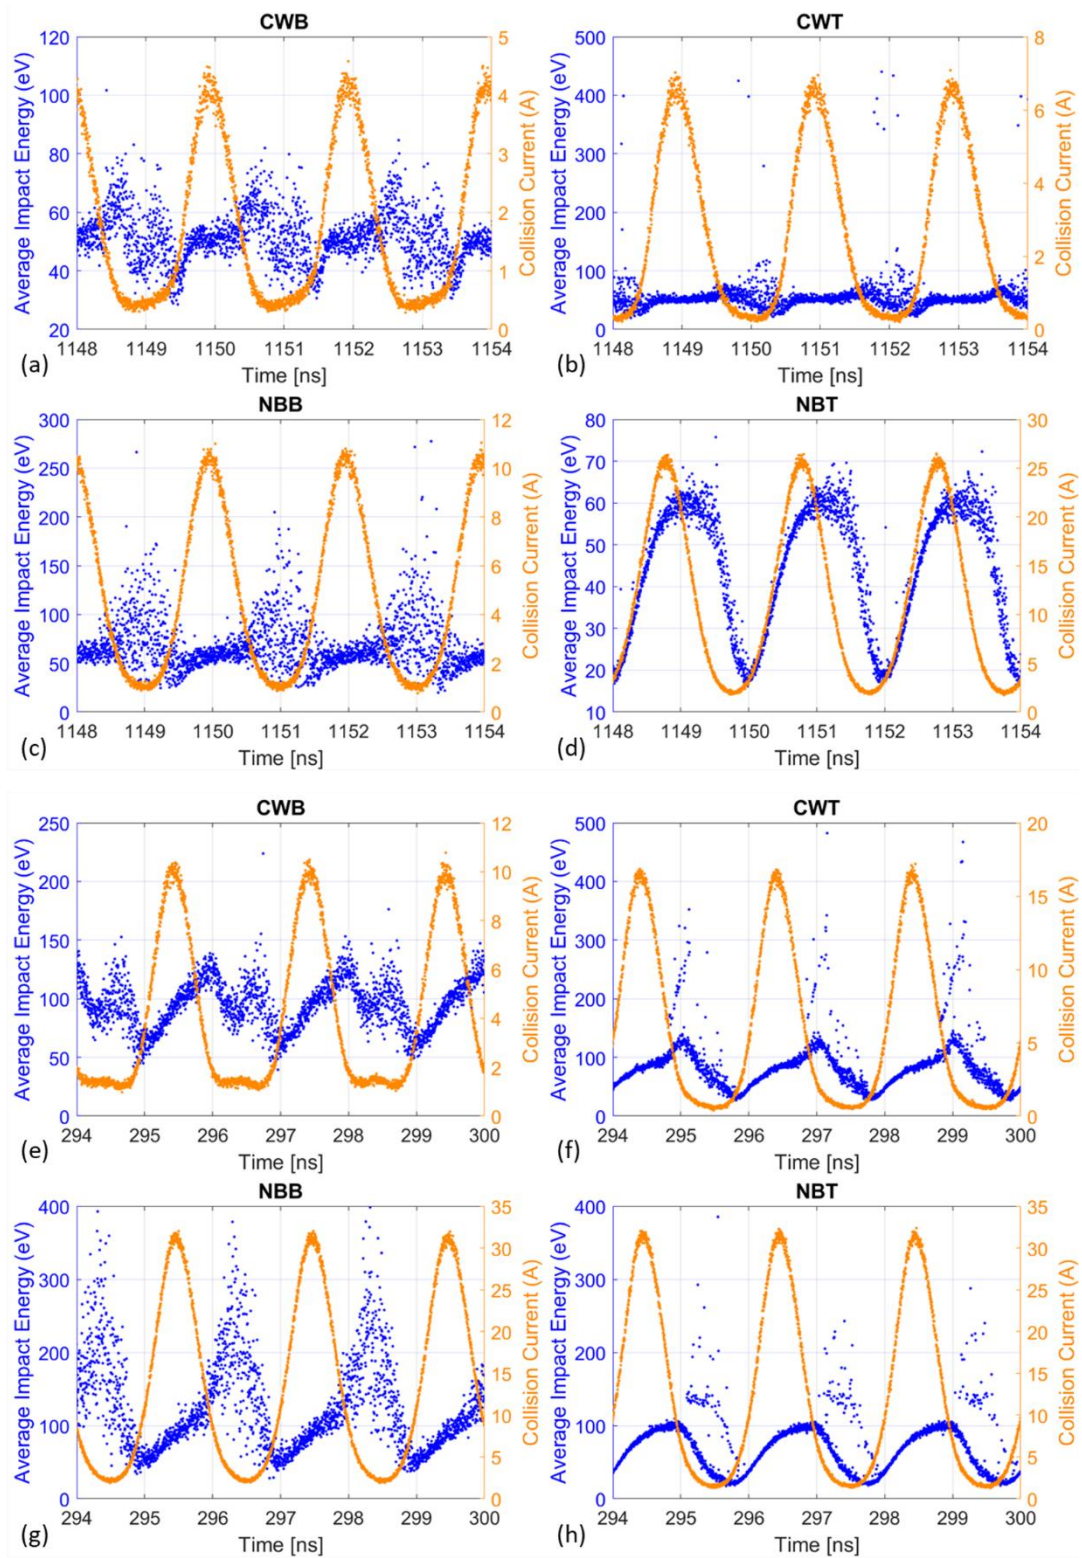 CWB
120
100
80
60
40
20
Average Impact Energy (eV)
5
4
3
2
1
0
Collision Current (A)
1148 1149 1150 1151 1152 1153 1154
Time [ns]
(a)
CWT
500
400
300
200
100
0
Average Impact Energy (eV)
8
6
4
2
0
Collision Current (A)
1148 1149 1150 1151 1152 1153 1154
Time [ns]
(b)
NBB
300
250
200
150
100
50
0
Average Impact Energy (eV)
12
10
8
6
4
2
0
Collision Current (A)
1148 1149 1150 1151 1152 1153 1154
Time [ns]
(c)
NBT
80
70
60
50
40
30
20
10
Average Impact Energy (eV)
30
25
20
15
10
5
0
Collision Current (A)
1148 1149 1150 1151 1152 1153 1154
Time [ns]
(d)
CWB
250
200
150
100
50
0
Average Impact Energy (eV)
12
10
8
6
4
2
0
Collision Current (A)
294 295 296 297 298 299 300
Time [ns]
(e)
CWT
500
400
300
200
100
0
Average Impact Energy (eV)
20
15
10
5
0
Collision Current (A)
294 295 296 297 298 299 300
Time [ns]
(f)
NBB
400
300
200
100
0
Average Impact Energy (eV)
35
30
25
20
15
10
5
0
Collision Current (A)
294 295 296 297 298 299 300
Time [ns]
(g)
NBT
400
300
200
100
0
Average Impact Energy (eV)
35
30
25
20
15
10
5
0
Collision Current (A)
294 295 296 297 298 299 300
Time [ns]
(h)